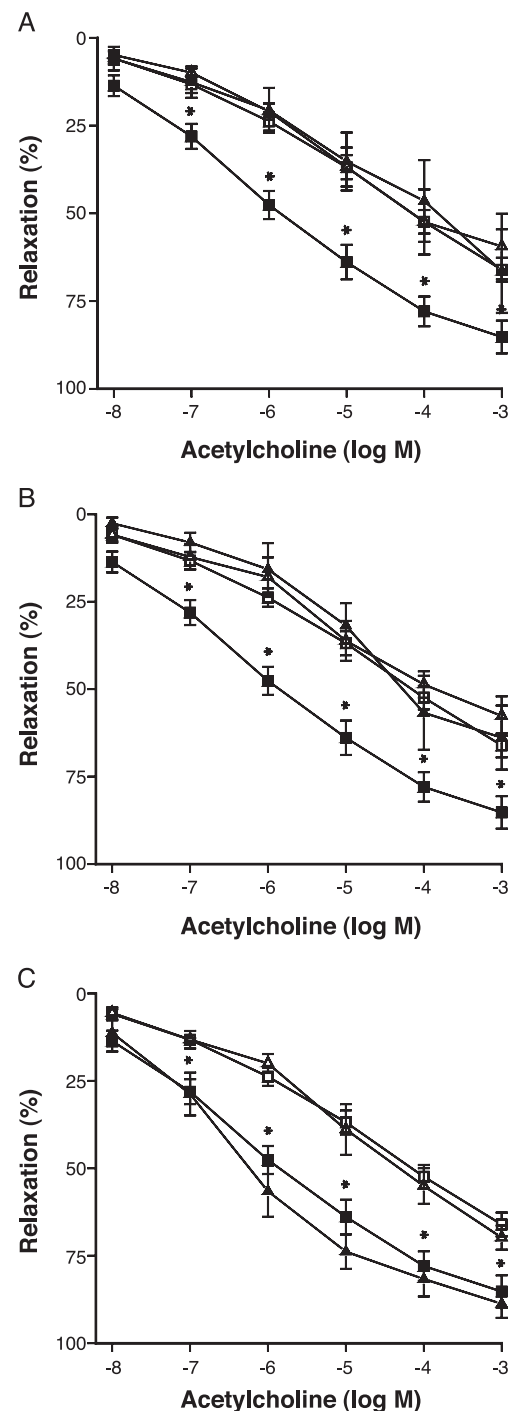 A
Relaxation (%)
0
25
50
75
100
-8 -7 -6 -5 -4 -3
Acetylcholine (log M)
* * * * *
B
Relaxation (%)
0
25
50
75
100
-8 -7 -6 -5 -4 -3
Acetylcholine (log M)
* * * * *
C
Relaxation (%)
0
25
50
75
100
-8 -7 -6 -5 -4 -3
Acetylcholine (log M)
* * * * *